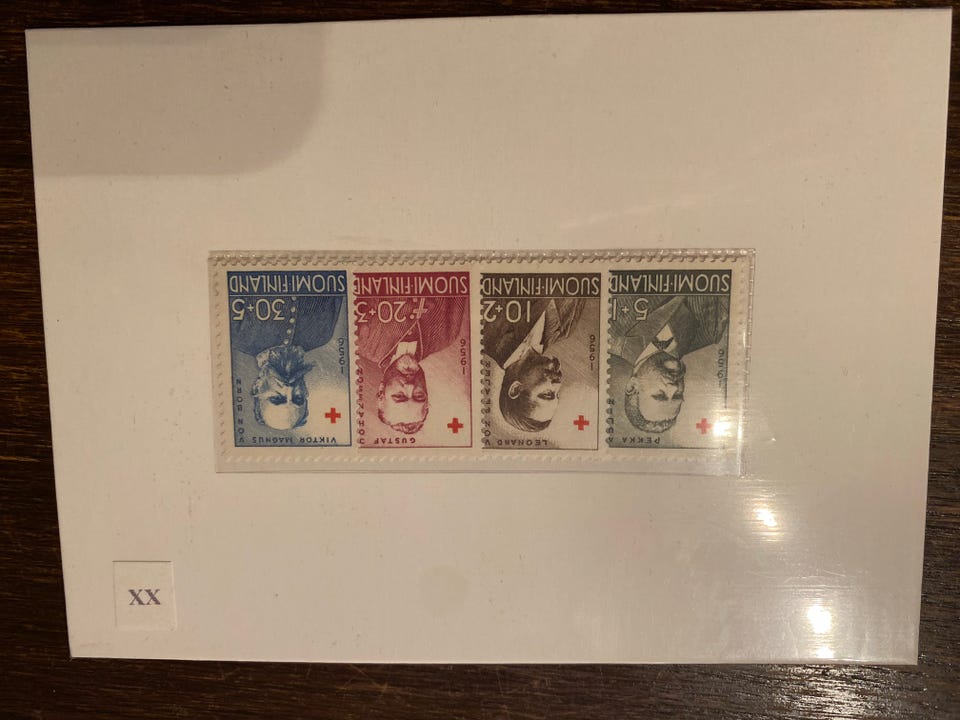 SUOMI-FINLAND
30+5
1956
VIKTOR MAGNUS
VON BORN
SUOMI-FINLAND
20+3
1956
GUSTAF
SUOMI-FINLAND
10+2
1956
LEONARD
SUOMI-FINLAND
5+1
1956
PEKKA
XX